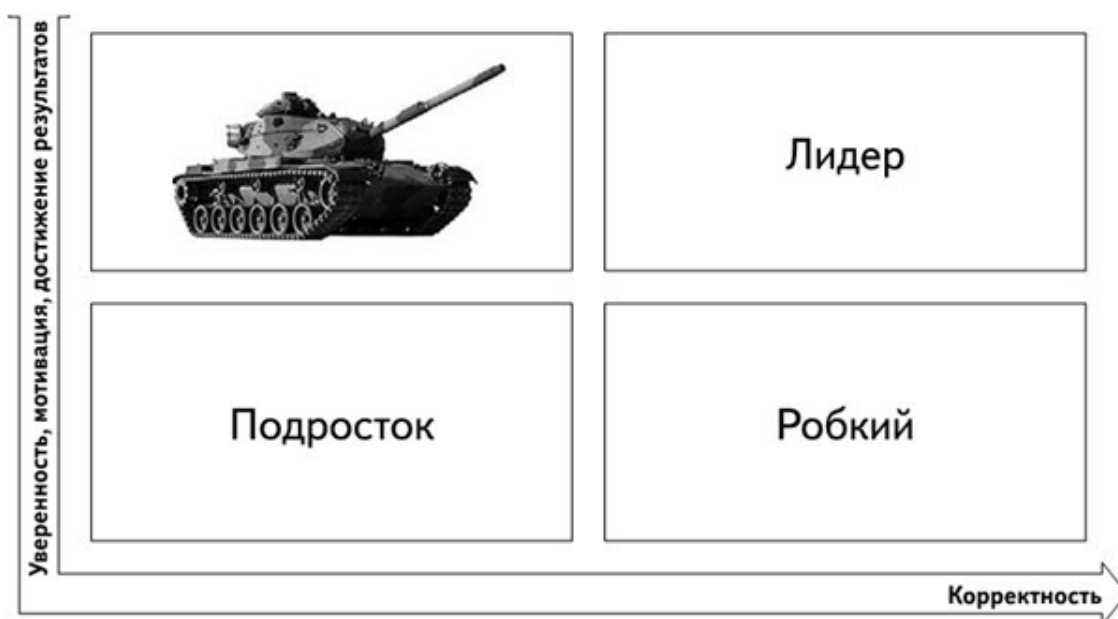 Уверенность, мотивация, достижение результатов
Лидер
Подросток
Робкий
Корректность